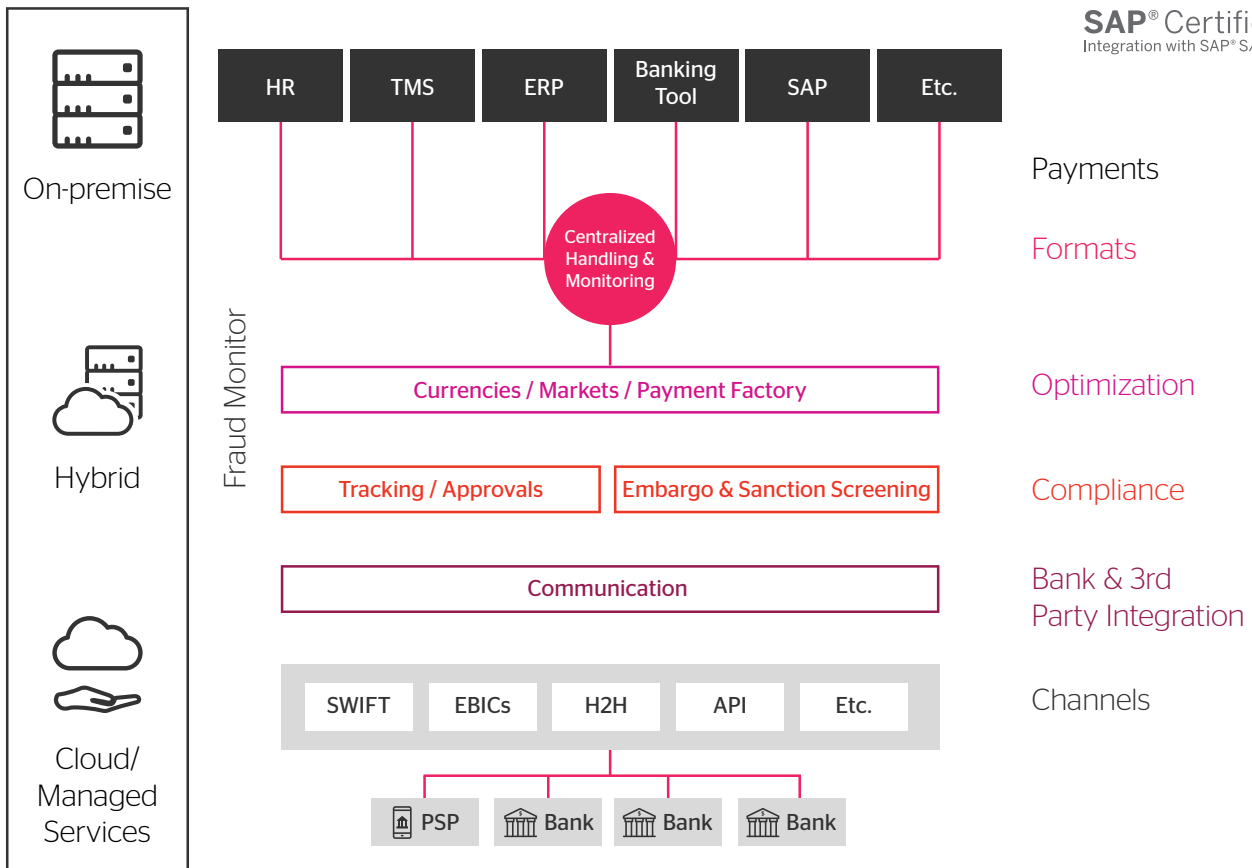 SAP® Certifi
Integration with SAP® S/
HR
TMS
ERP
Banking
Tool
SAP
Etc.
On-premise
Payments
Centralized
Handling &
Monitoring
Formats
Fraud Monitor
Currencies / Markets / Payment Factory
Optimization
Hybrid
Tracking / Approvals
Embargo & Sanction Screening
Compliance
Communication
Bank & 3rd
Party Integration
SWIFT
EBICs
H2H
API
Etc.
Channels
Cloud/
Managed
Services
PSP
Bank
Bank
Bank